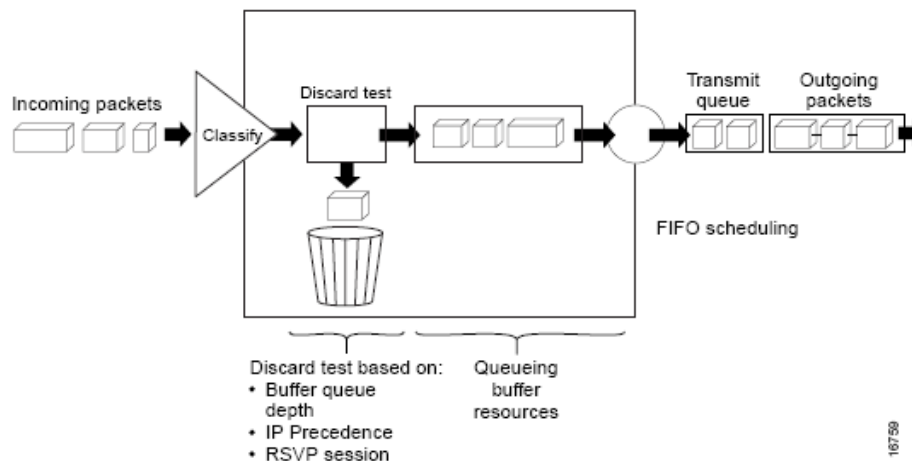 Incoming packets
Classify
Discard test
Transmit
queue
Outgoing
packets
FIFO scheduling
Discard test based on:
• Buffer queue
depth
• IP Precedence
• RSVP session
Queueing
buffer
resources
16759